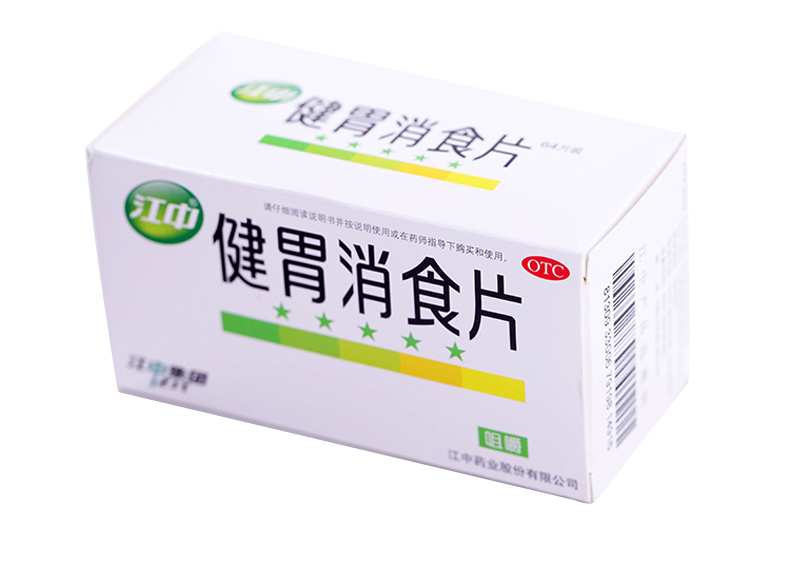 江中
健胃消食片
64片装
江中
请仔细阅读说明书并按说明使用或在药师指导下购买和使用。
OTC
健胃消食片
江中集团
咀嚼
江中药业股份有限公司